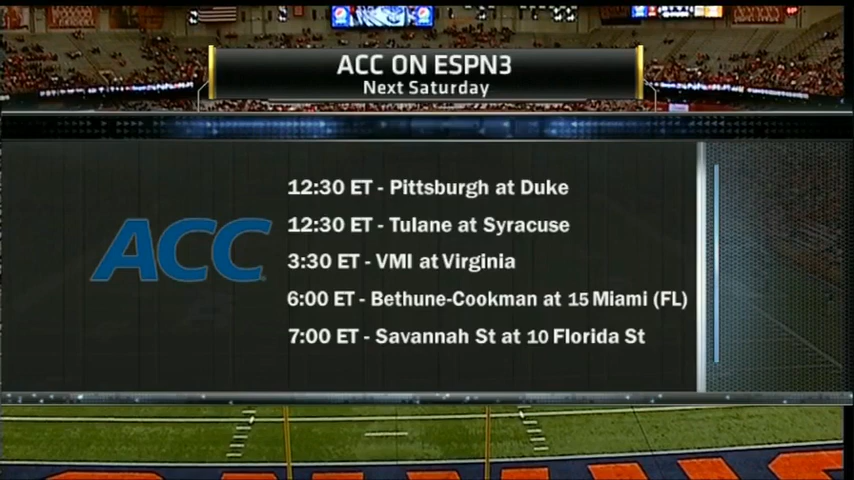 ACC ON ESPN3
Next Saturday
12:30 ET - Pittsburgh at Duke
12:30 ET - Tulane at Syracuse
ACC
3:30 ET - VMI at Virginia
6:00 ET - Bethune-Cookman at 15 Miami (FL)
7:00 ET - Savannah St at 10 Florida St